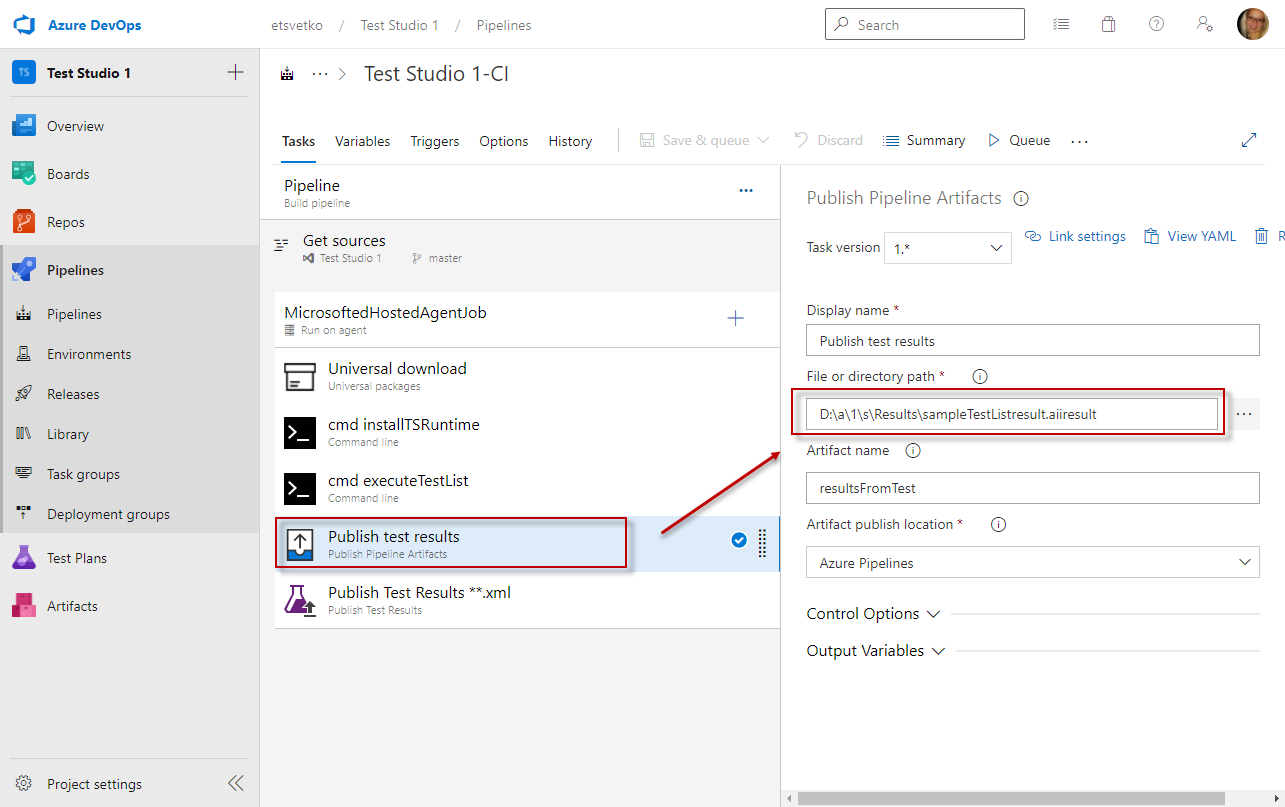 Azure DevOps
etsvetko / Test Studio 1 / Pipelines
Search
TS
Test Studio 1
Overview
Boards
Repos
Pipelines
Pipelines
Environments
Releases
Library
Task groups
Deployment groups
Test Plans
Artifacts
Project settings
··· > Test Studio 1-CI
Tasks Variables Triggers Options History Save & queue Discard Summary Queue ...
Pipeline
Build pipeline
Get sources
Test Studio 1 master
MicrosoftedHostedAgentJob
Run on agent
Universal download
Universal packages
cmd installTSRuntime
Command line
cmd executeTestList
Command line
Publish test results
Publish Pipeline Artifacts
Publish Test Results **.xml
Publish Test Results
Publish Pipeline Artifacts
Task version 1.* Link settings View YAML R
Display name *
Publish test results
File or directory path *
D:\a\1\s\Results\sampleTestListresult.aiiresult
Artifact name
resultsFromTest
Artifact publish location *
Azure Pipelines
Control Options
Output Variables